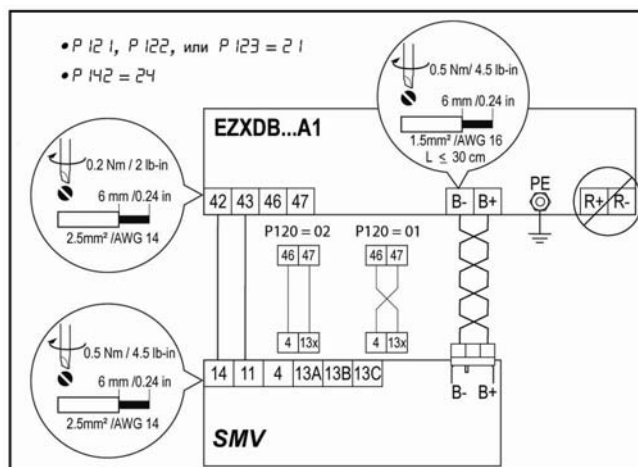 • P121, P122, или P123 = 21
• P142 = 24
0.5 Nm/ 4.5 lb-in
6 mm /0.24 in
1.5mm² /AWG 16
L ≤ 30 cm
EZXDB...A1
0.2 Nm / 2 lb-in
6 mm /0.24 in
2.5mm² /AWG 14
42 43 46 47
B- B+
PE
R+ R-
P120 = 02
P120 = 01
46 47
46 47
4 13x
4 13x
0.5 Nm / 4.5 lb-in
6 mm /0.24 in
2.5mm² /AWG 14
14 11 4 13A 13B 13C
B- B+
SMV